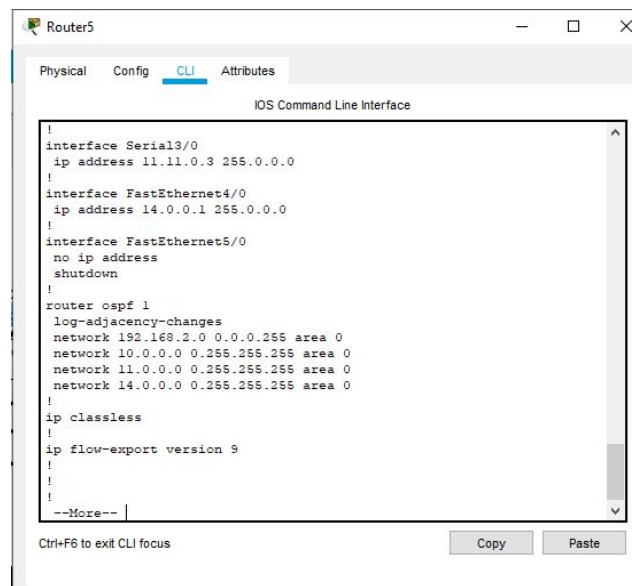 Router5
Physical Config CLI Attributes
IOS Command Line Interface
!
interface Serial3/0
ip address 11.11.0.3 255.0.0.0
!
interface FastEthernet4/0
ip address 14.0.0.1 255.0.0.0
!
interface FastEthernet5/0
no ip address
shutdown
!
router ospf 1
log-adjacency-changes
network 192.168.2.0 0.0.0.255 area 0
network 10.0.0.0 0.255.255.255 area 0
network 11.0.0.0 0.255.255.255 area 0
network 14.0.0.0 0.255.255.255 area 0
!
ip classless
!
ip flow-export version 9
!
!
!
--More--
Ctrl+F6 to exit CLI focus
Copy Paste